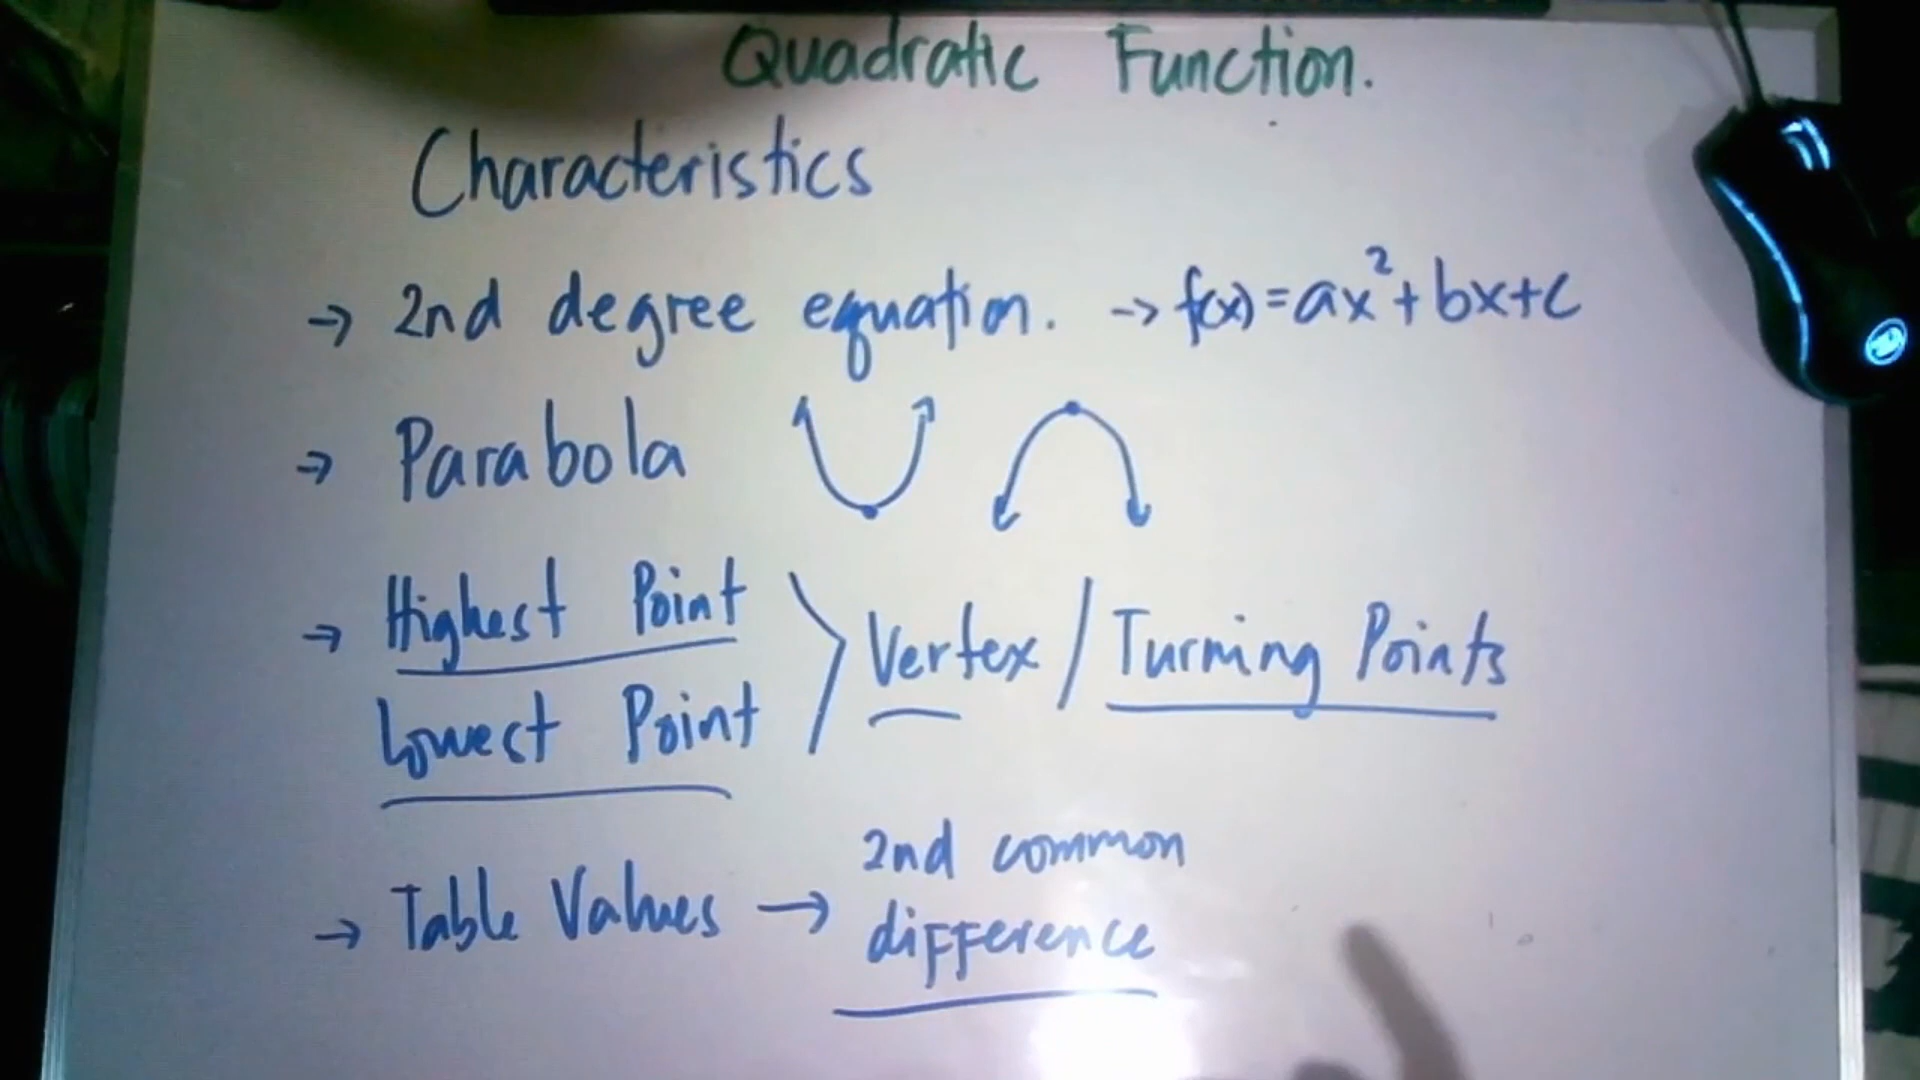 Quadratic Function.
Characteristics
→ 2nd degree equation. → f(x) = ax² + bx + c
→ Parabola
→ Highest Point
Lowest Point
Vertex / Turning Points
→ Table Values → 2nd common
difference